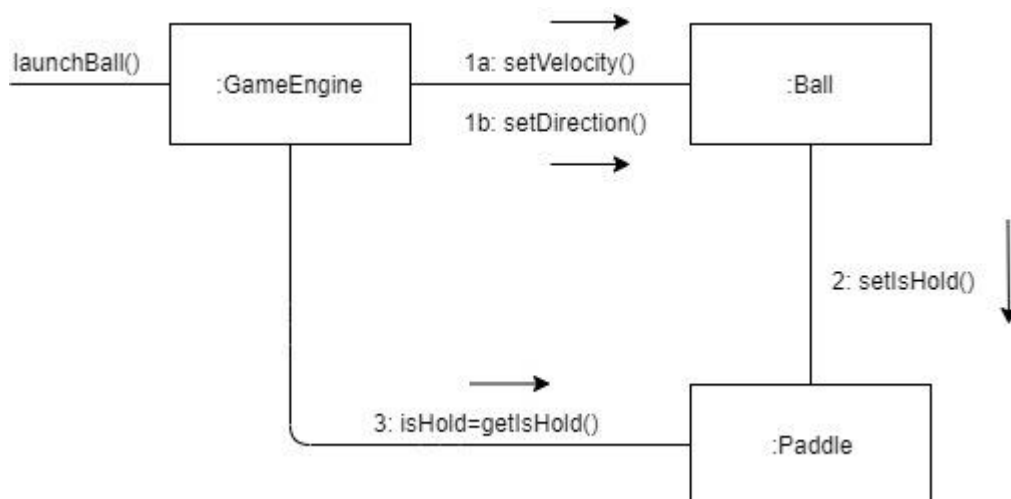 launchBall()
:GameEngine
1a: setVelocity()
:Ball
1b: setDirection()
2: setIsHold()
3: isHold=getIsHold()
:Paddle